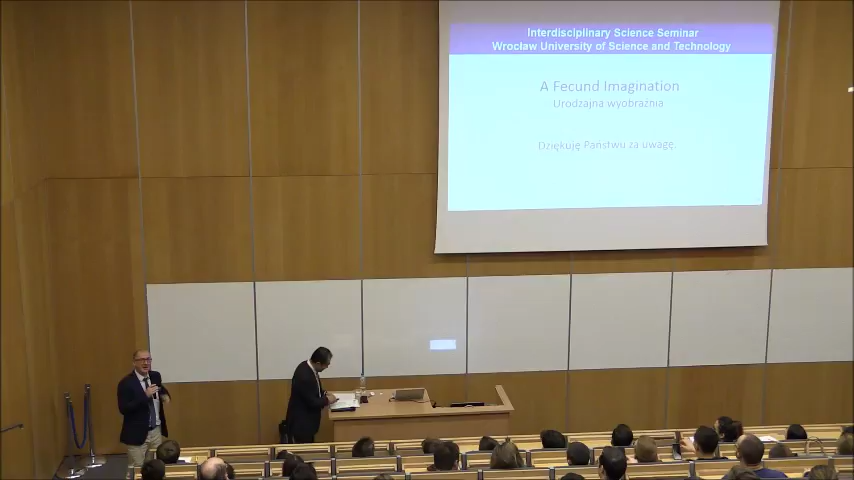 Interdisciplinary Science Seminar
Wrocław University of Science and Technology
A Fecund Imagination
Urodzajna wyobraźnia
Dziękuję Państwu za uwagę.